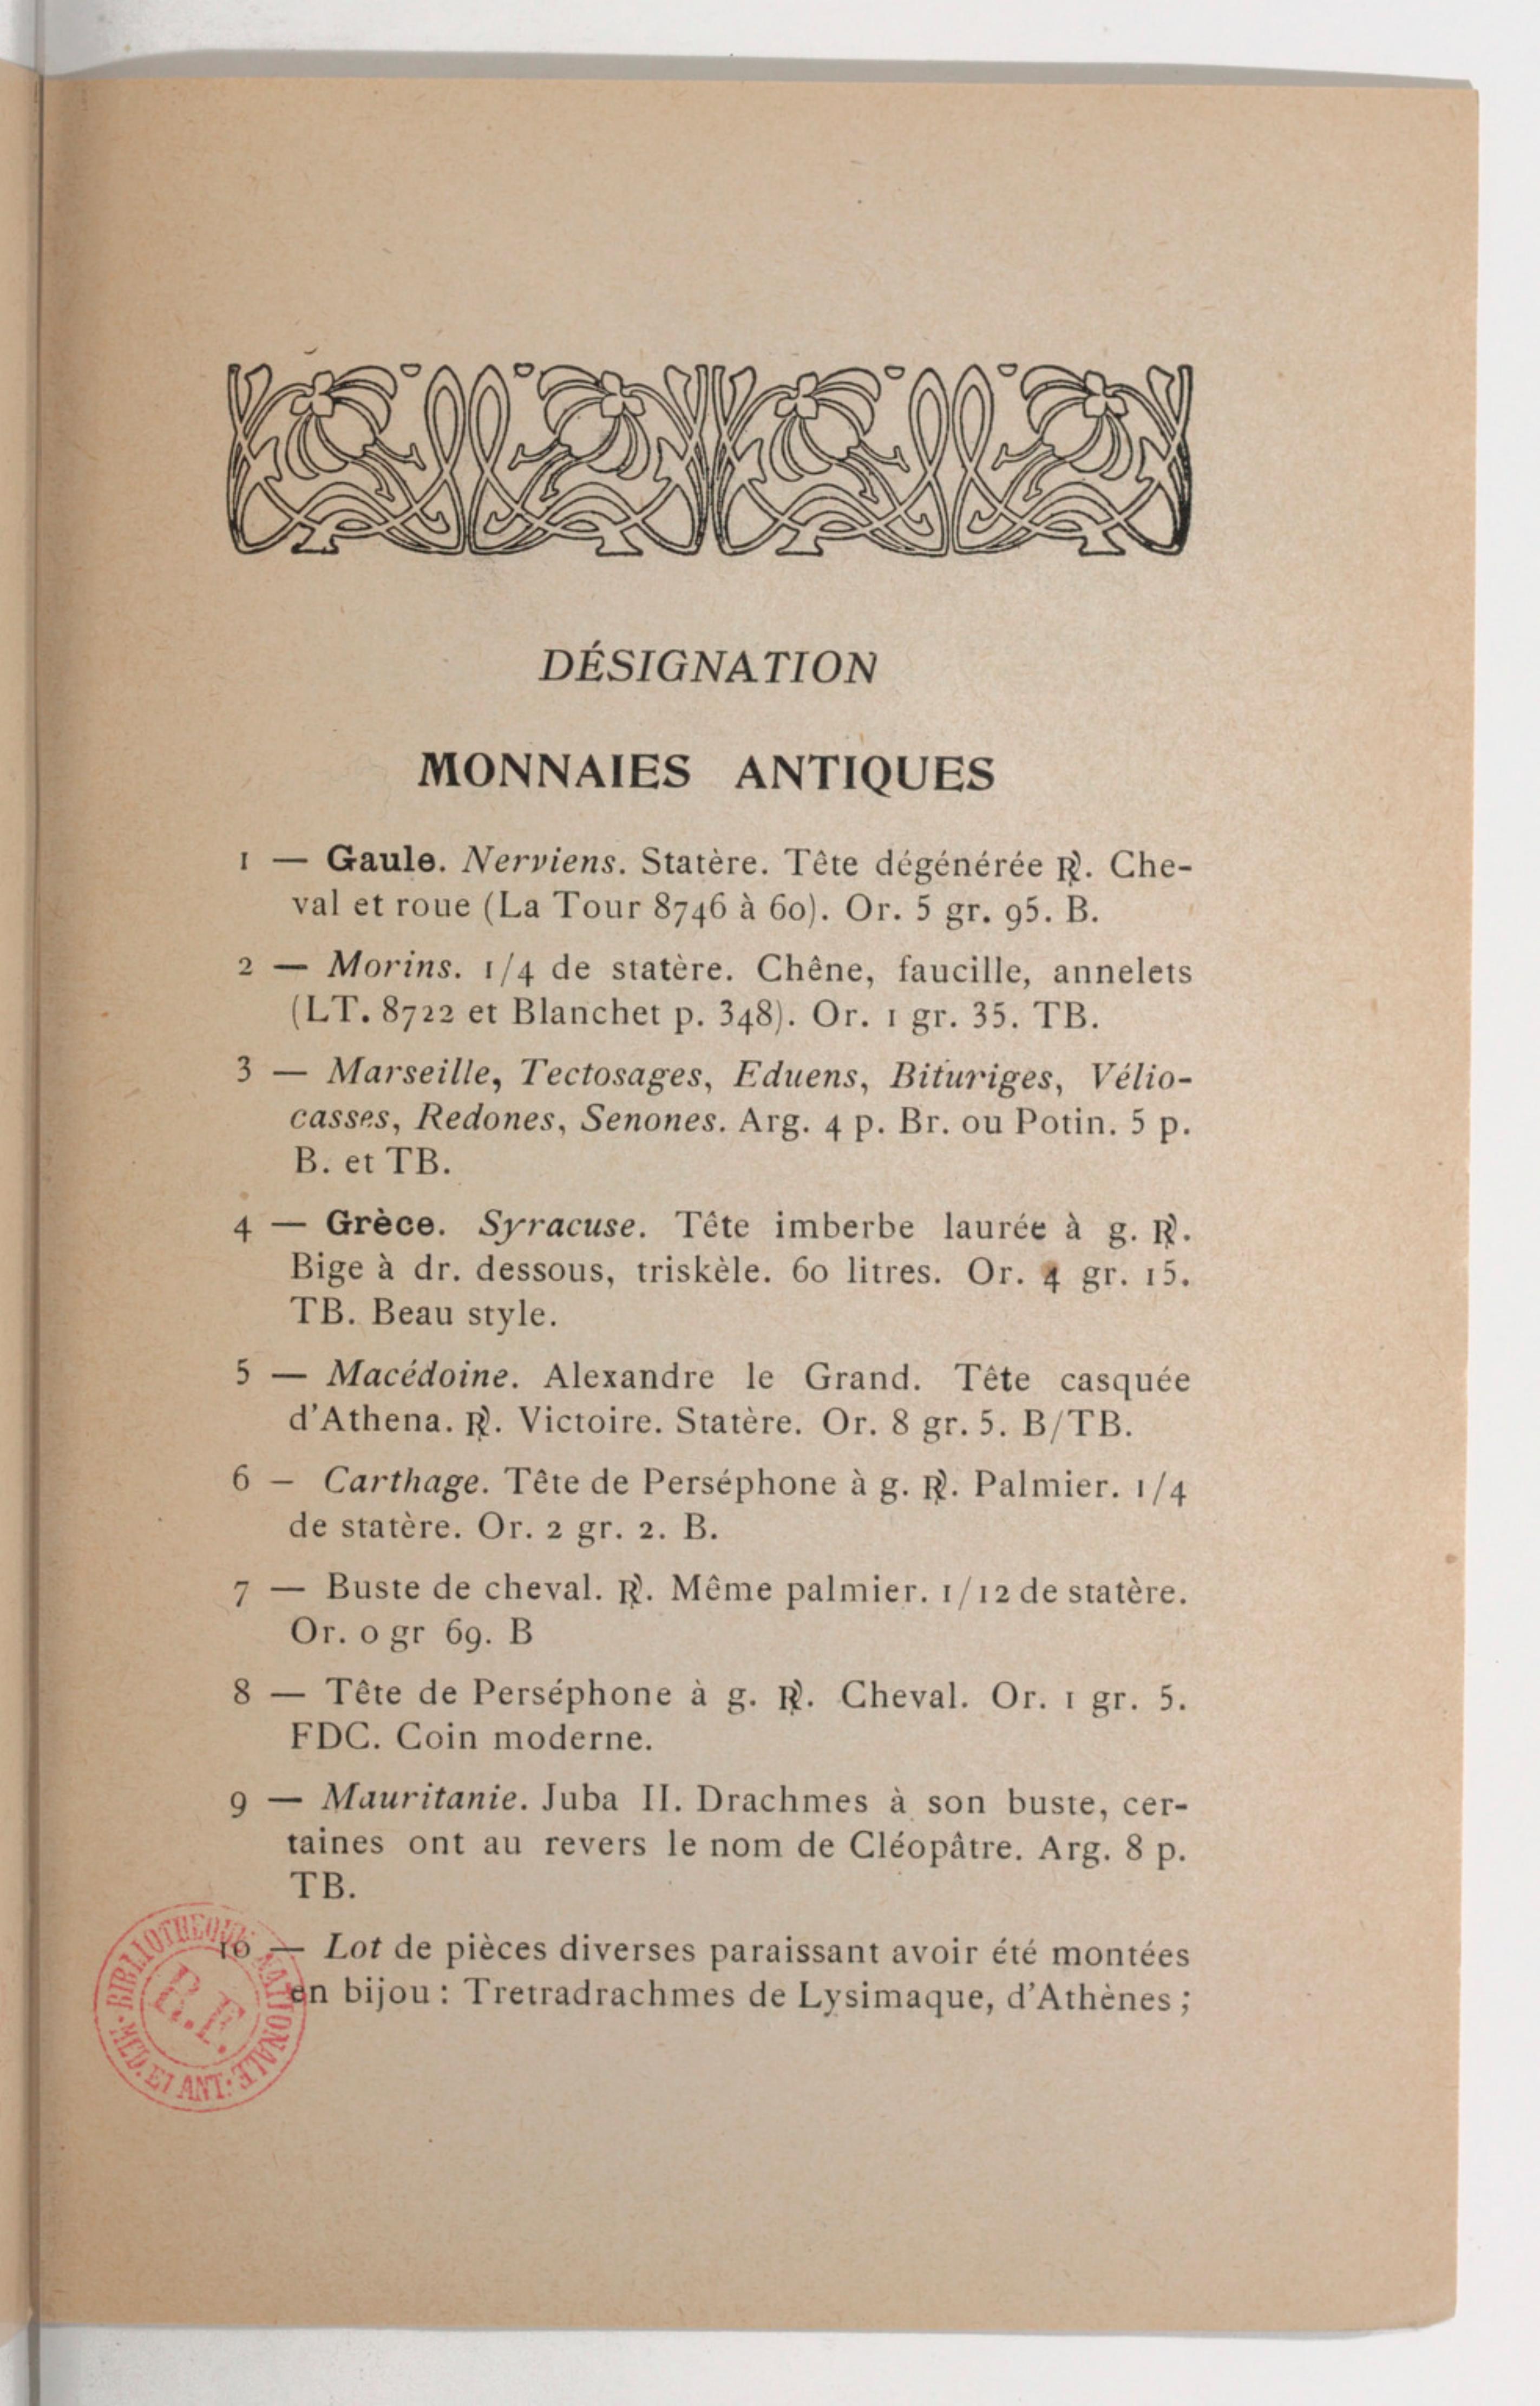 DÉSIGNATION
MONNAIES ANTIQUES
1 — Gaule. Nerviens. Statère. Tête dégénérée ℞. Che-
val et roue (La Tour 8746 à 60). Or. 5 gr. 95. B.
2 — Morins. 1/4 de statère. Chêne, faucille, annelets
(LT. 8722 et Blanchet p. 348). Or. 1 gr. 35. TB.
3 — Marseille, Tectosages, Eduens, Bituriges, Vélio-
casses, Redones, Senones. Arg. 4 p. Br. ou Potin. 5 p.
B. et TB.
4 — Grèce. Syracuse. Tête imberbe laurée à g. ℞.
Bige à dr. dessous, triskèle. 60 litres. Or. 4 gr. 15.
TB. Beau style.
5 — Macédoine. Alexandre le Grand. Tête casquée
d'Athena. ℞. Victoire. Statère. Or. 8 gr. 5. B/TB.
6 — Carthage. Tête de Perséphone à g. ℞. Palmier. 1/4
de statère. Or. 2 gr. 2. B.
7 — Buste de cheval. ℞. Même palmier. 1/12 de statère.
Or. 0 gr 69. B
8 — Tête de Perséphone à g. ℞. Cheval. Or. 1 gr. 5.
FDC. Coin moderne.
9 — Mauritanie. Juba II. Drachmes à son buste, cer-
taines ont au revers le nom de Cléopâtre. Arg. 8 p.
TB.
10 — Lot de pièces diverses paraissant avoir été montées
en bijou : Tretradrachmes de Lysimaque, d'Athènes ;
BIBLIOTHEQUE NATIONALE
R.F.
MED. ET ANT.